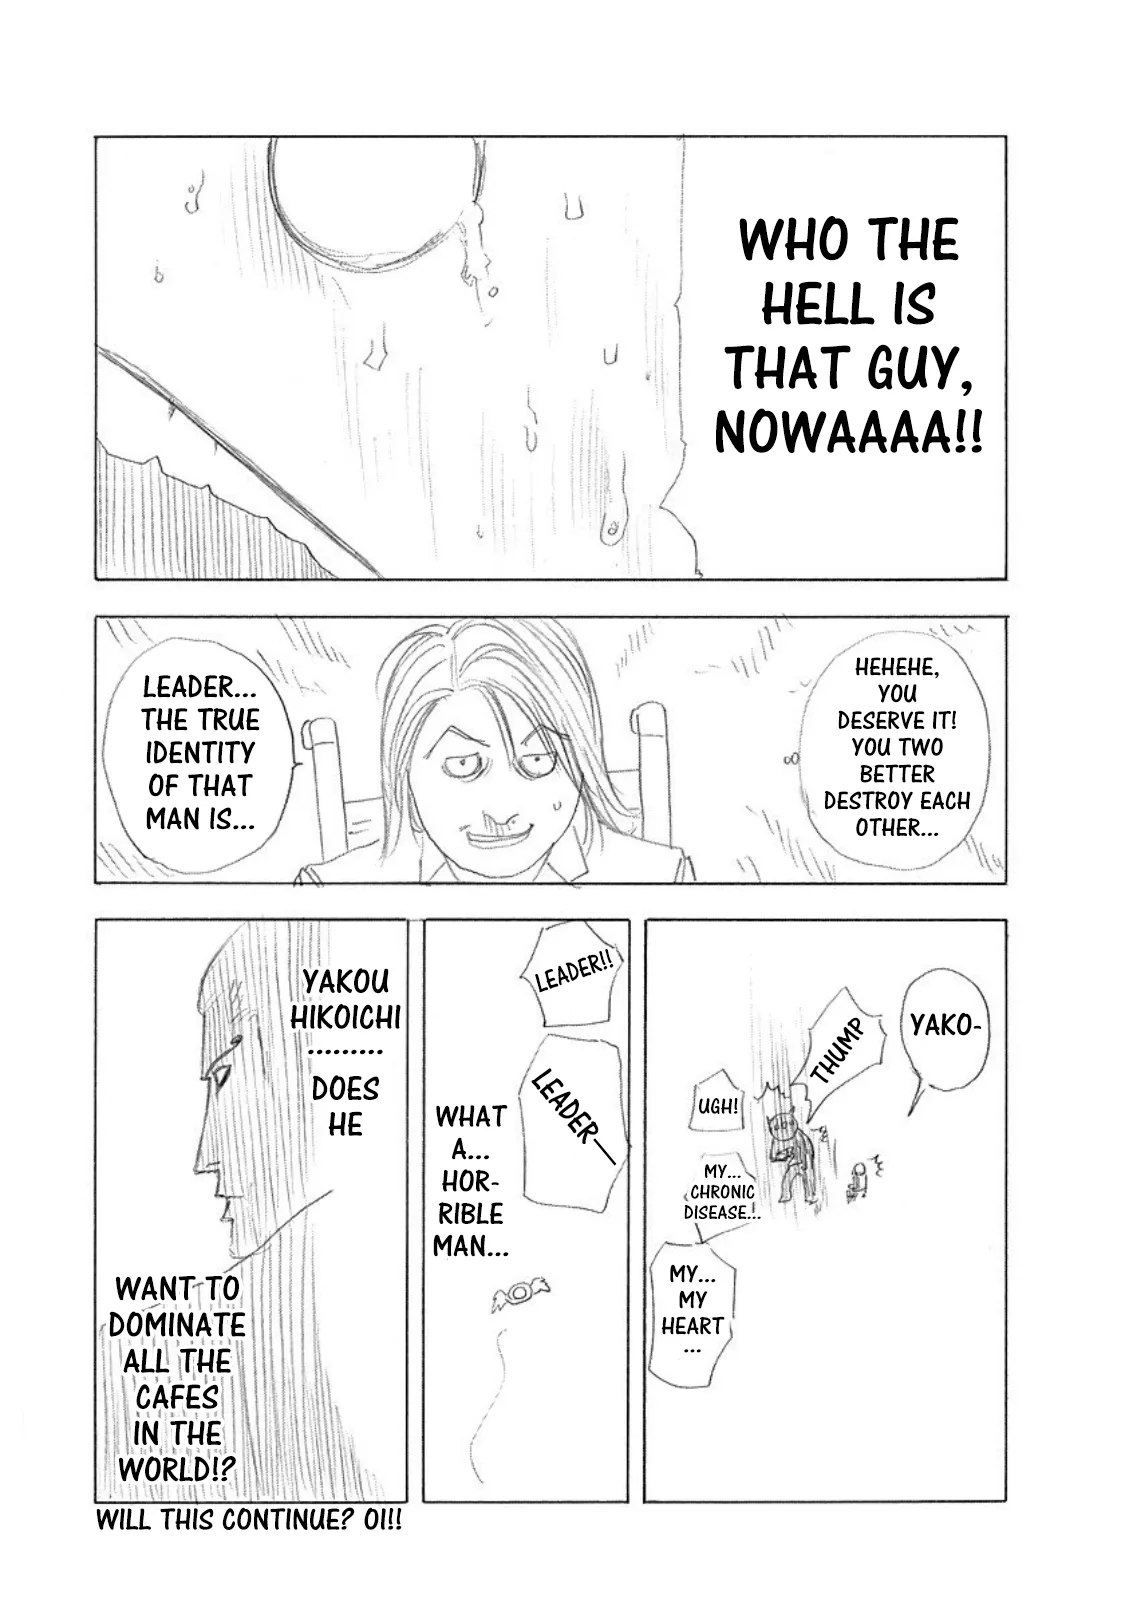 WHO THE
HELL IS
THAT GUY,
NOWAAAA!!
HEHEHE,
YOU
DESERVE IT!
YOU TWO
BETTER
DESTROY EACH
OTHER...
LEADER...
THE TRUE
IDENTITY
OF THAT
MAN IS...
YAKO-
THUMP
UGH!
MY...
CHRONIC
DISEASE...
MY...
MY
HEART
...
LEADER!!
LEADER—
WHAT
A...
HOR-
RIBLE
MAN...
YAKOU
HIKOICHI
.........
DOES
HE
WANT TO
DOMINATE
ALL THE
CAFES
IN THE
WORLD!?
WILL THIS CONTINUE? OI!!